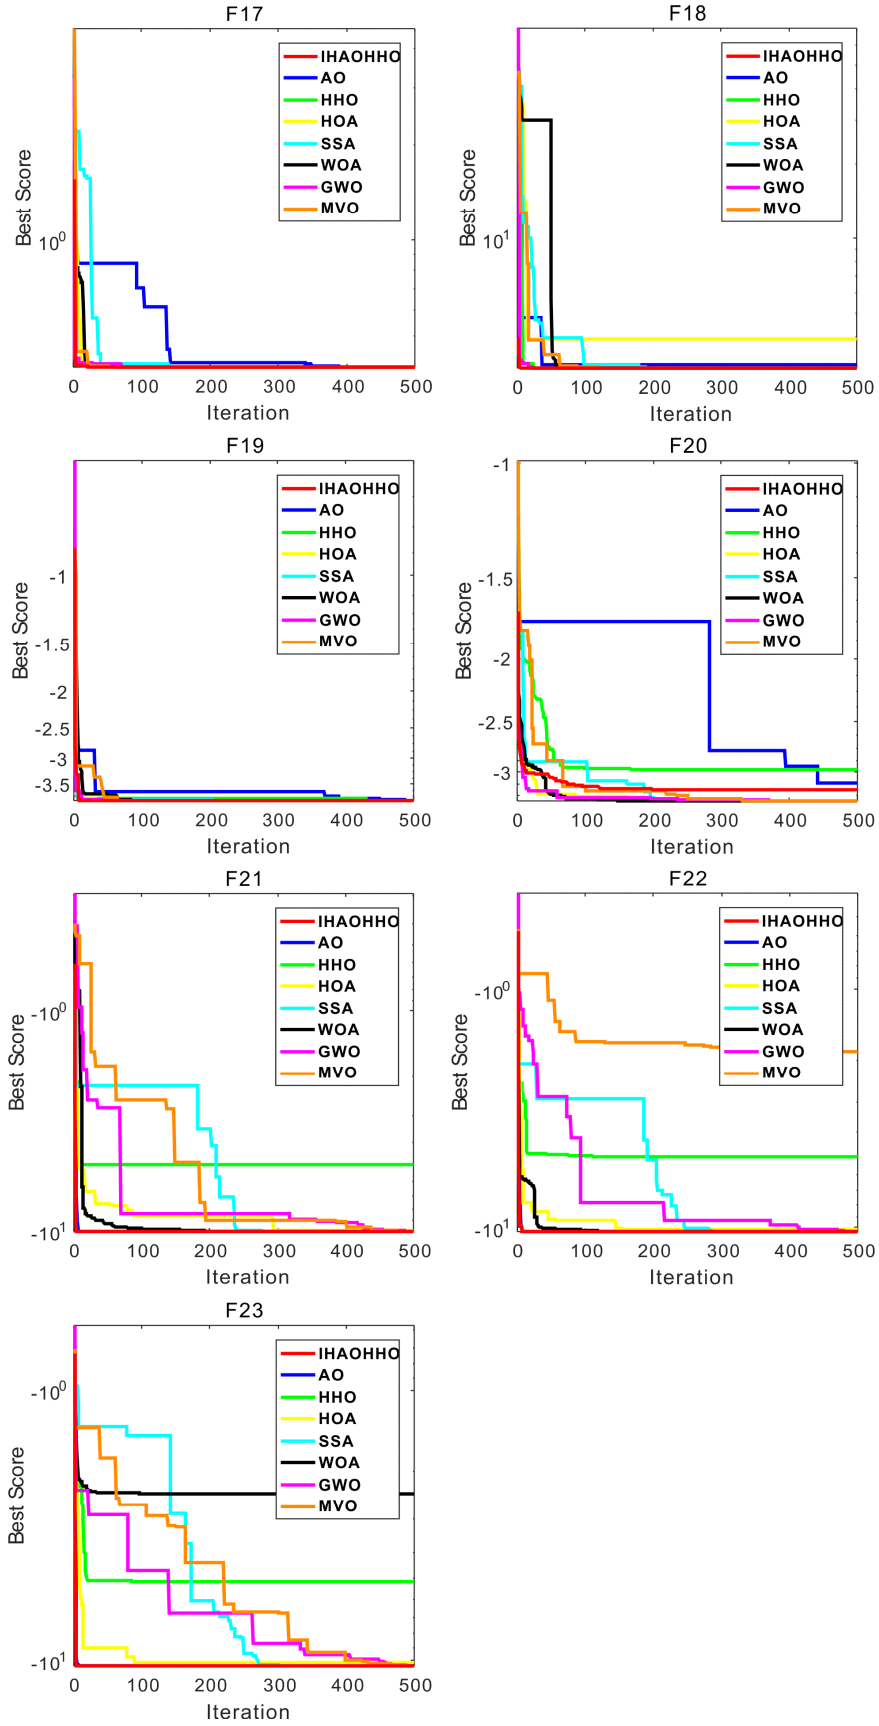 F17
Best Score
10^0
IHAOHHO
AO
HHO
HOA
SSA
WOA
GWO
MVO
0 100 200 300 400 500
Iteration
F18
Best Score
10^1
IHAOHHO
AO
HHO
HOA
SSA
WOA
GWO
MVO
0 100 200 300 400 500
Iteration
F19
Best Score
-1
-1.5
-2
-2.5
-3
-3.5
IHAOHHO
AO
HHO
HOA
SSA
WOA
GWO
MVO
0 100 200 300 400 500
Iteration
F20
Best Score
-1
-1.5
-2
-2.5
-3
IHAOHHO
AO
HHO
HOA
SSA
WOA
GWO
MVO
0 100 200 300 400 500
Iteration
F21
Best Score
-10^0
-10^1
IHAOHHO
AO
HHO
HOA
SSA
WOA
GWO
MVO
0 100 200 300 400 500
Iteration
F22
Best Score
-10^0
-10^1
IHAOHHO
AO
HHO
HOA
SSA
WOA
GWO
MVO
0 100 200 300 400 500
Iteration
F23
Best Score
-10^0
-10^1
IHAOHHO
AO
HHO
HOA
SSA
WOA
GWO
MVO
0 100 200 300 400 500
Iteration